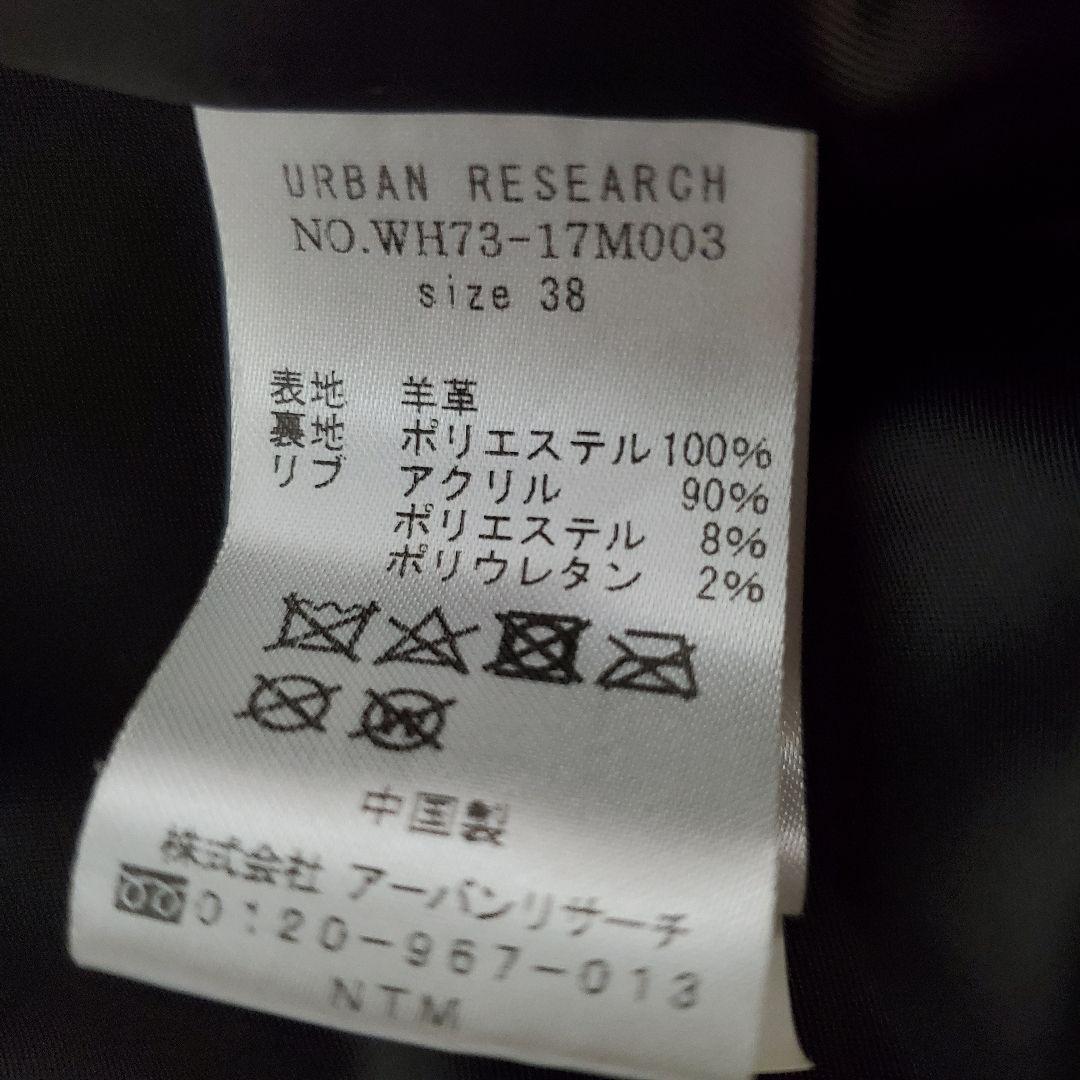 URBAN RESEARCH
NO.WH73-17M003
size 38
表地 羊革
裏地 ポリエステル 100%
リブ アクリル 90%
ポリエステル 8%
ポリウレタン 2%
中国製
株式会社 アーバンリサーチ
0120-967-013
NTM